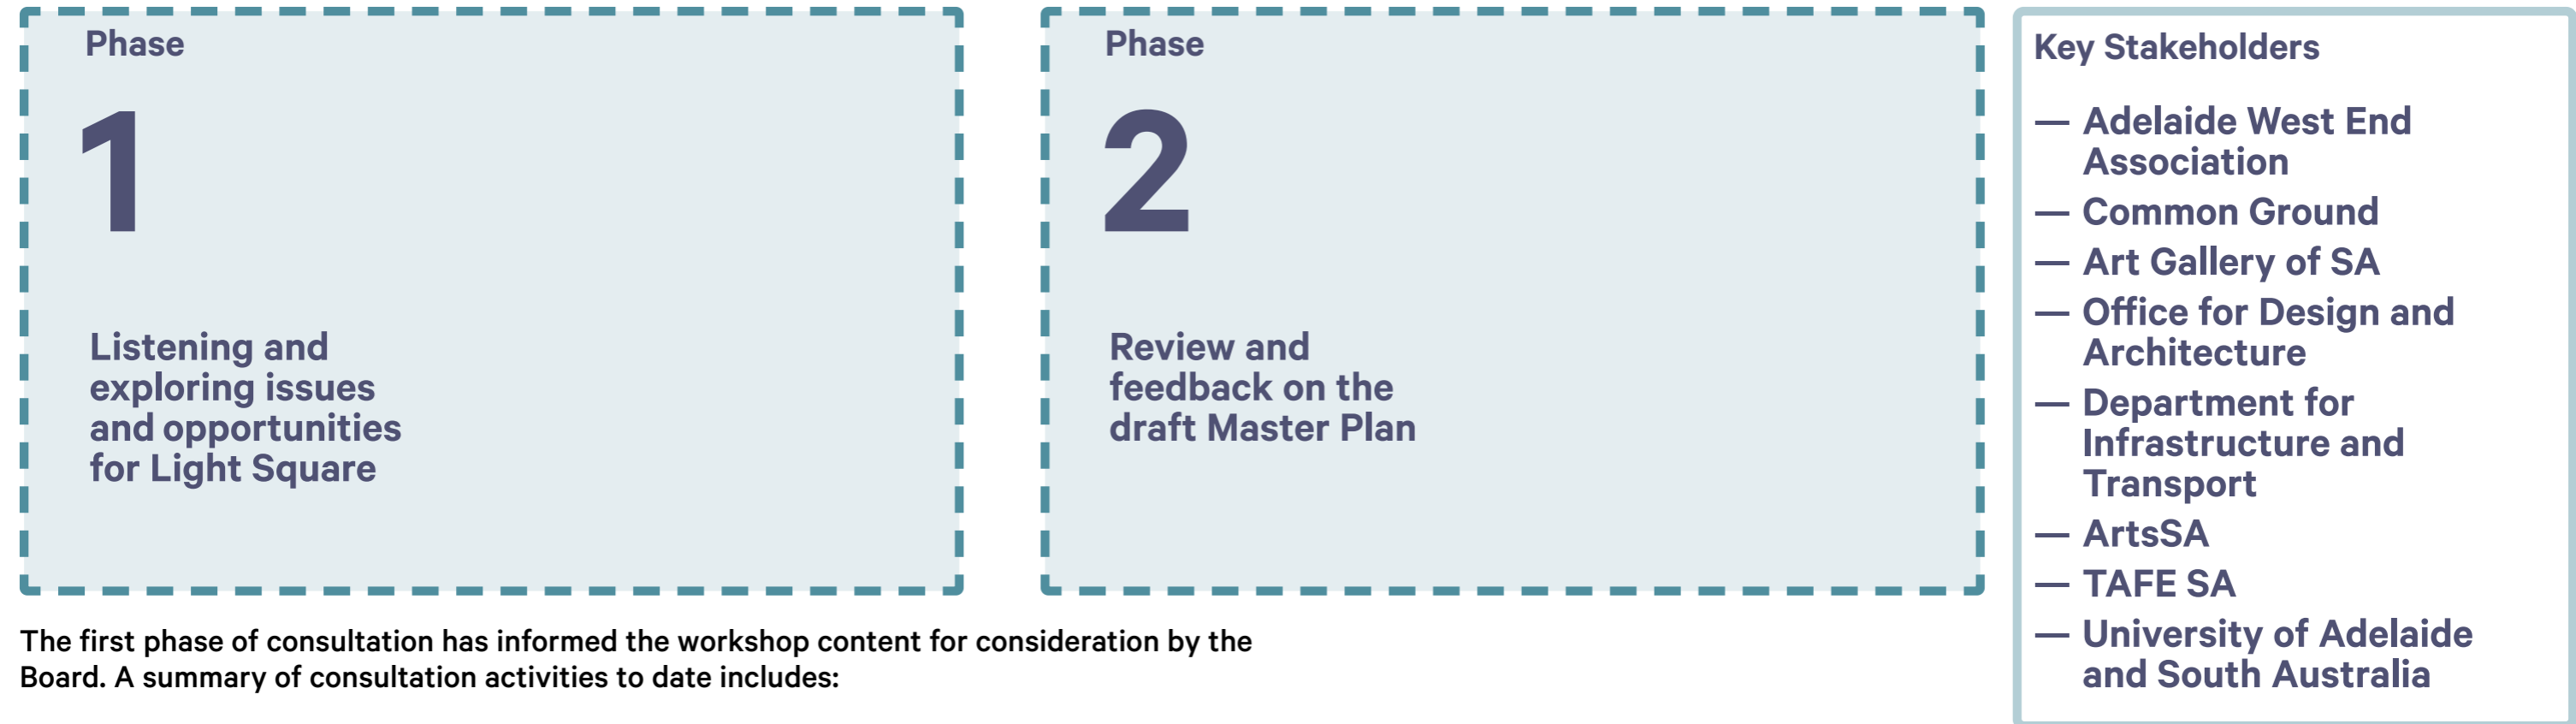 Phase
1
Listening and
exploring issues
and opportunities
for Light Square
Phase
2
Review and
feedback on the
draft Master Plan
The first phase of consultation has informed the workshop content for consideration by the
Board. A summary of consultation activities to date includes:
Key Stakeholders
— Adelaide West End
Association
— Common Ground
— Art Gallery of SA
— Office for Design and
Architecture
— Department for
Infrastructure and
Transport
— ArtsSA
— TAFE SA
— University of Adelaide
and South Australia